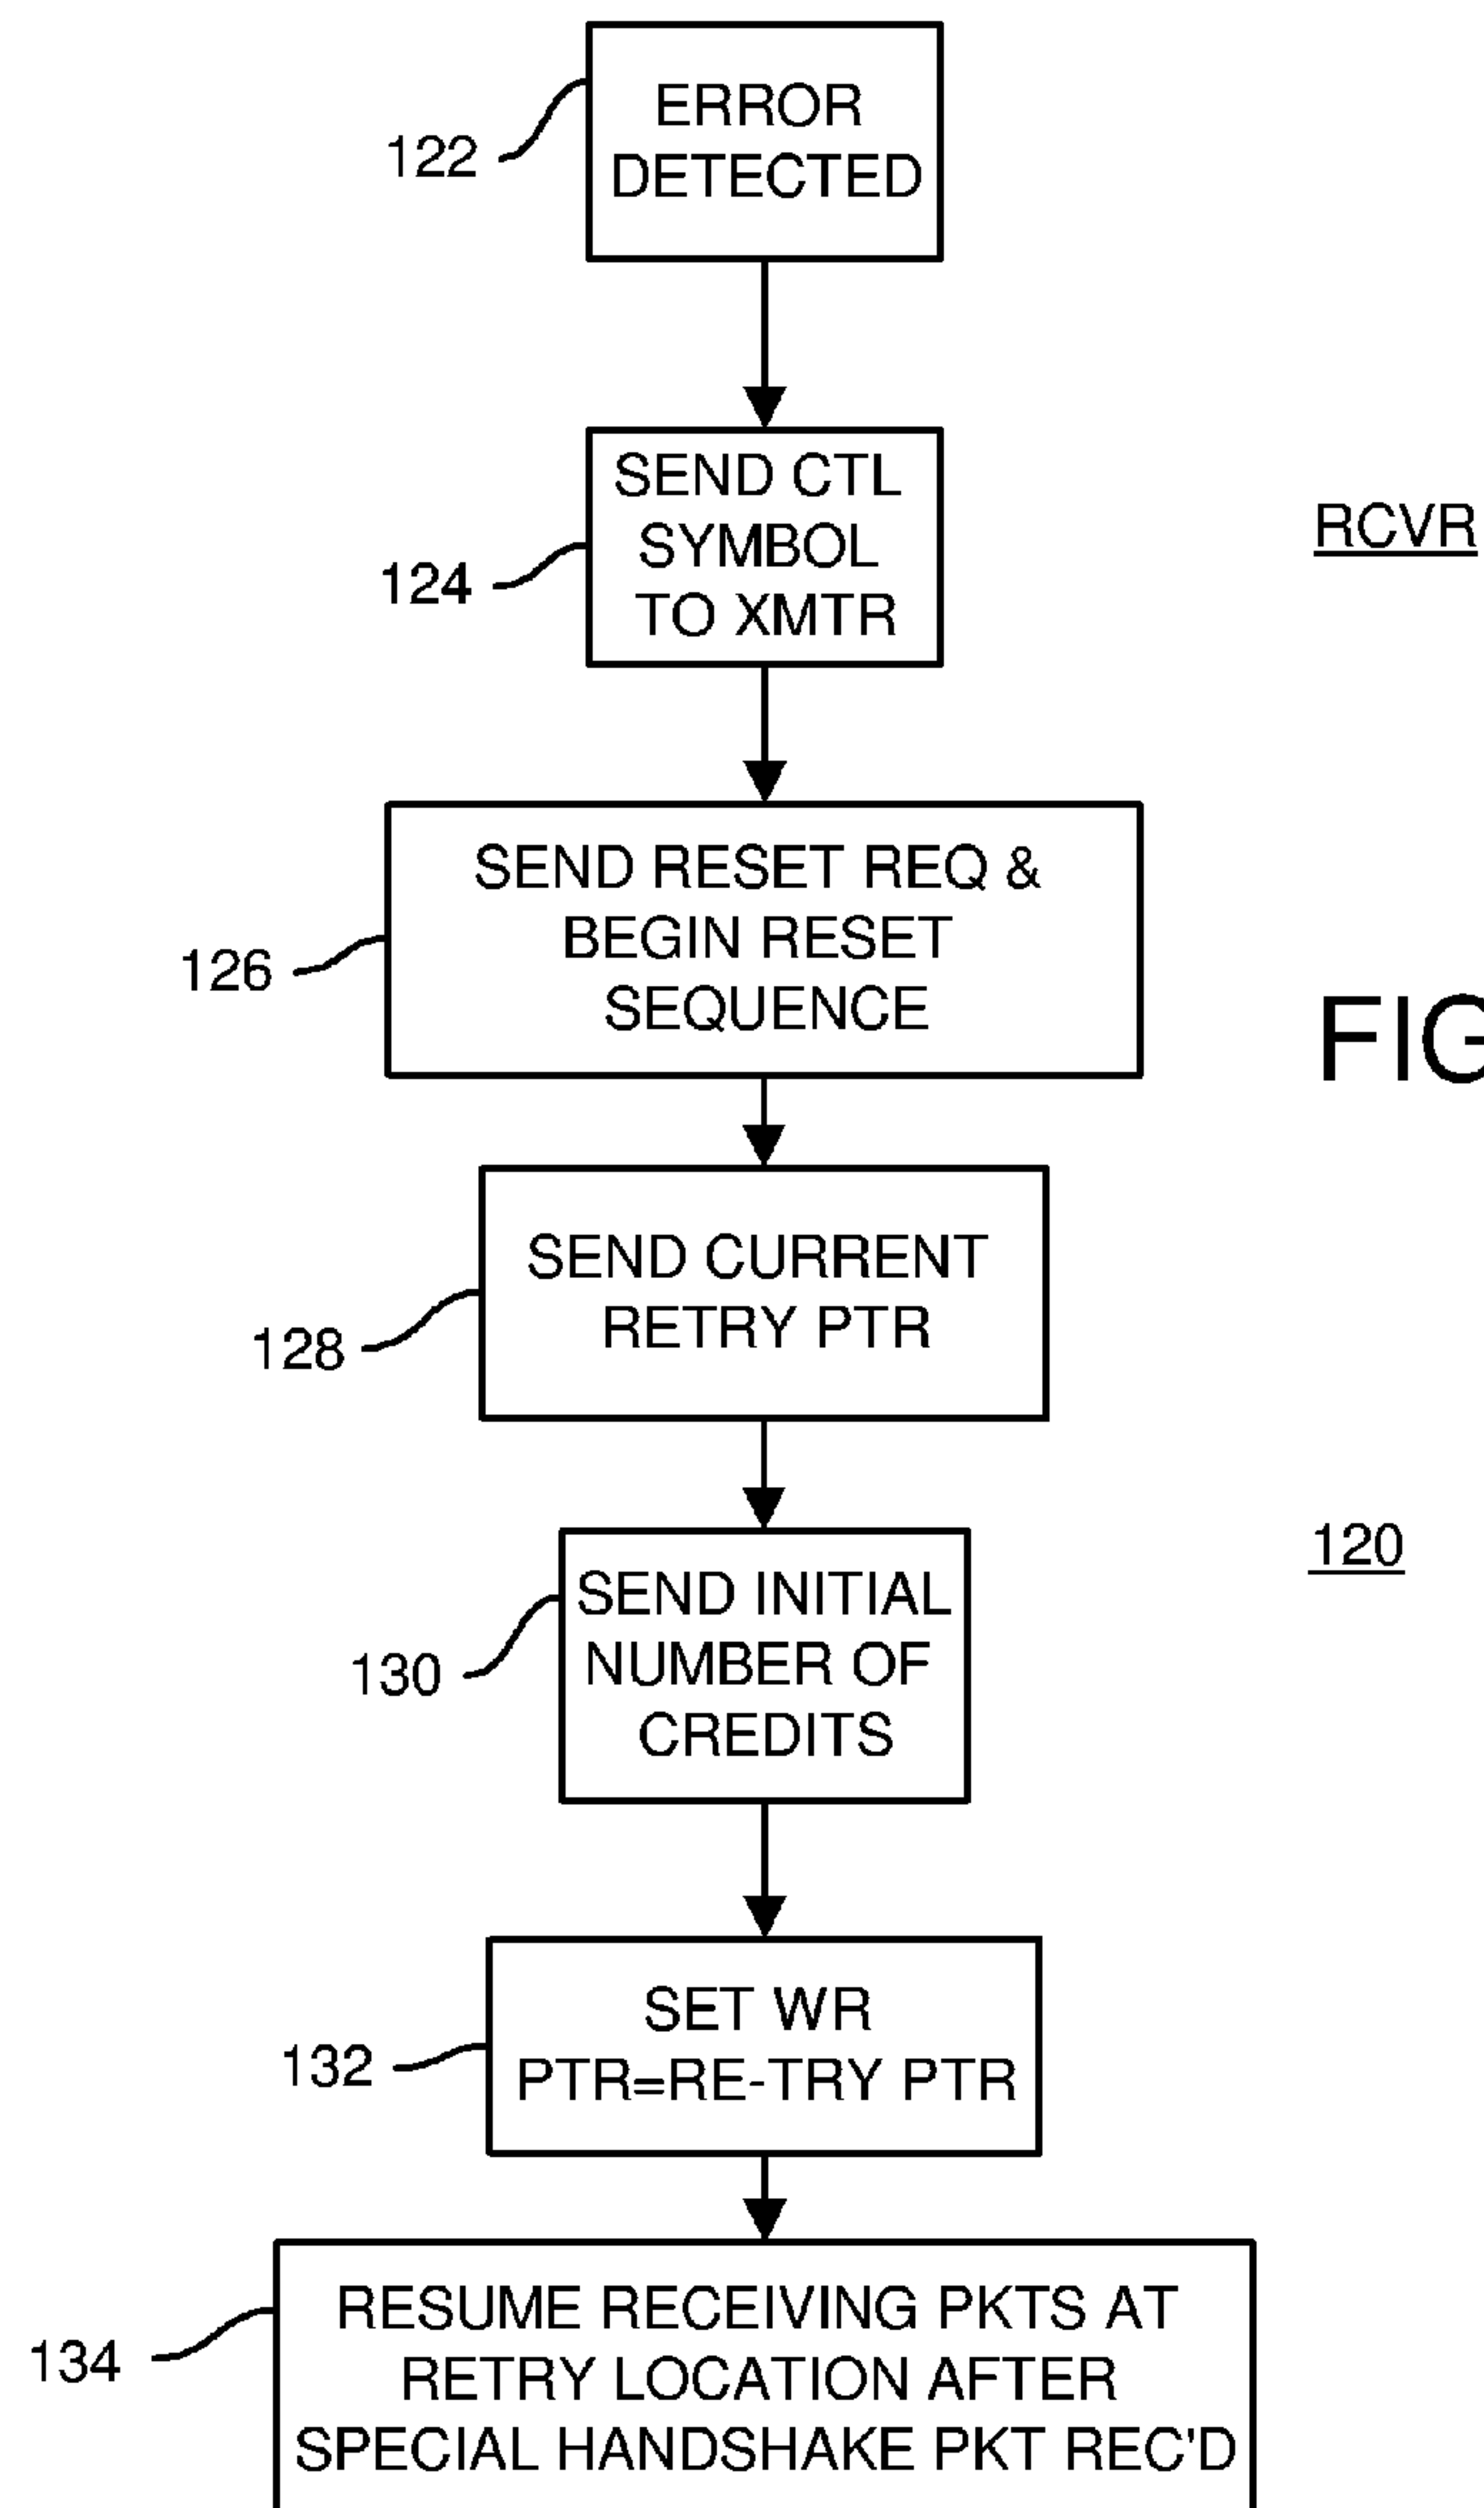 ERROR
DETECTED
122
SEND CTL
SYMBOL
TO XMTR
124
RCVR
SEND RESET REQ &
BEGIN RESET
SEQUENCE
126
FIG
SEND CURRENT
RETRY PTR
128
120
SEND INITIAL
NUMBER OF
CREDITS
130
SET WR
PTR=RE-TRY PTR
132
RESUME RECEIVING PKTS AT
RETRY LOCATION AFTER
SPECIAL HANDSHAKE PKT REC'D
134